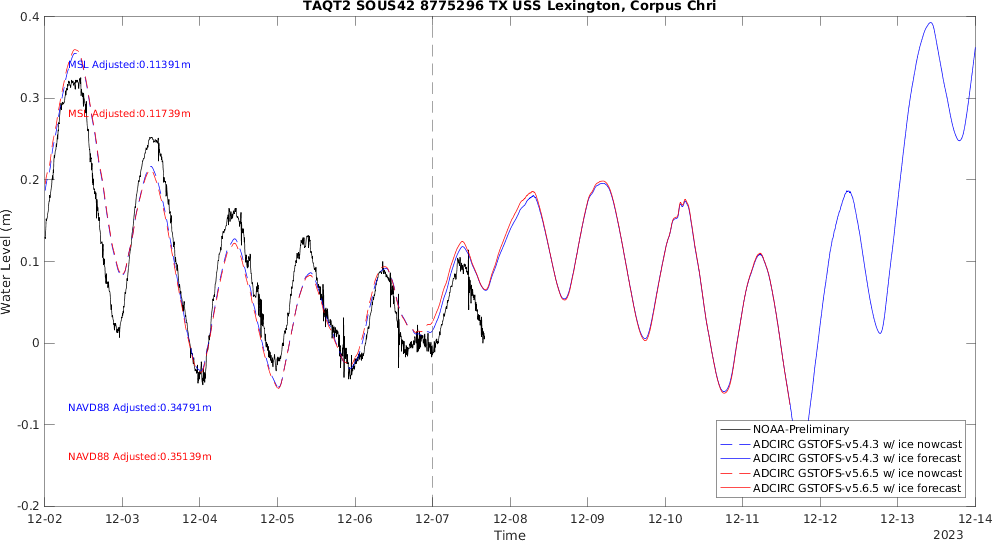 TAQT2 SOUS42 8775296 TX USS Lexington, Corpus Chri
0.4
0.3
0.2
0.1
0
-0.1
-0.2
Water Level (m)
MSL Adjusted:0.11391m
MSL Adjusted:0.11739m
NAVD88 Adjusted:0.34791m
NAVD88 Adjusted:0.35139m
NOAA-Preliminary
ADCIRC GSTOFS-v5.4.3 w/ ice nowcast
ADCIRC GSTOFS-v5.4.3 w/ ice forecast
ADCIRC GSTOFS-v5.6.5 w/ ice nowcast
ADCIRC GSTOFS-v5.6.5 w/ ice forecast
12-02 12-03 12-04 12-05 12-06 12-07 12-08 12-09 12-10 12-11 12-12 12-13 12-14
Time
2023